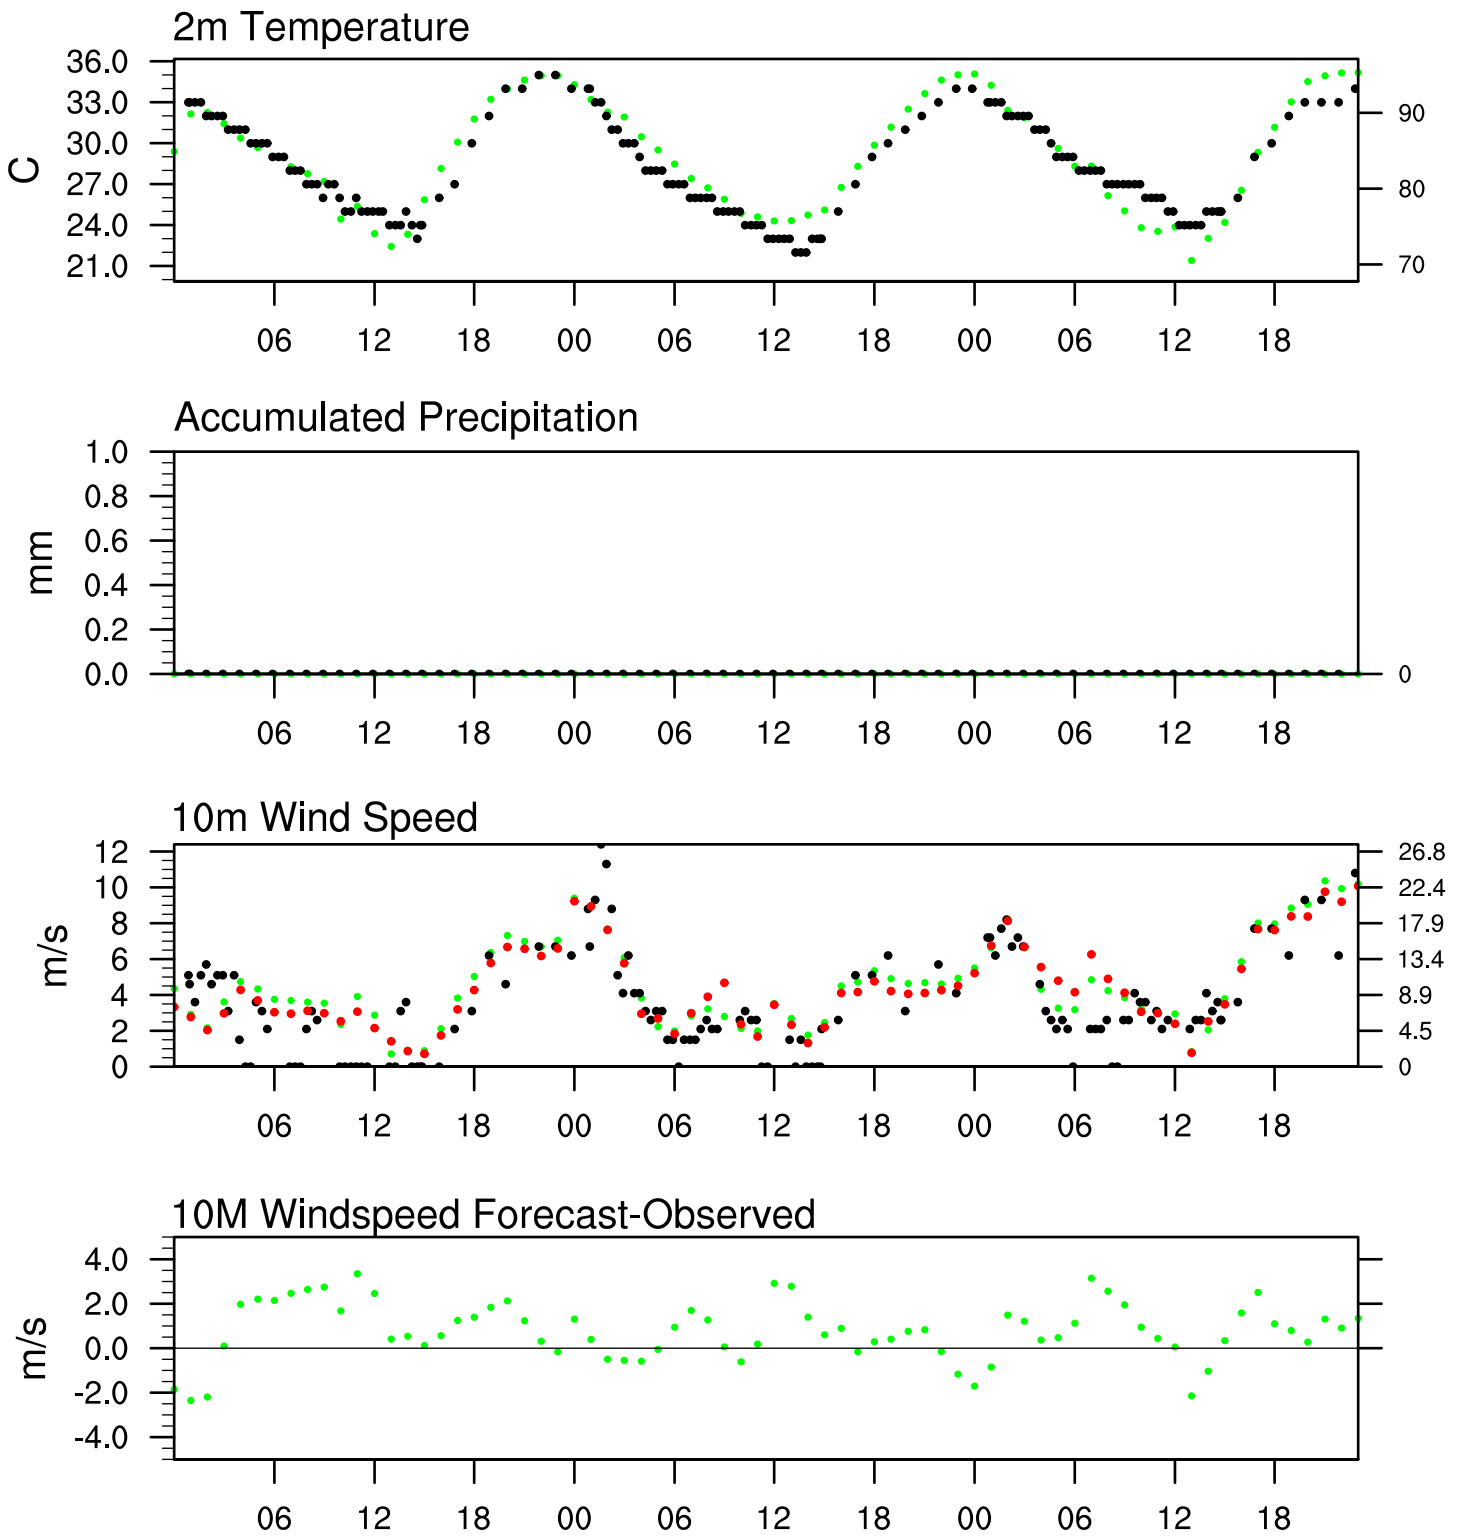 2m Temperature
36.0
33.0
30.0
27.0
24.0
21.0
C
90
80
70
06 12 18 00 06 12 18 00 06 12 18
Accumulated Precipitation
1.0
0.8
0.6
0.4
0.2
0.0
mm
0
06 12 18 00 06 12 18 00 06 12 18
10m Wind Speed
12
10
8
6
4
2
0
m/s
26.8
22.4
17.9
13.4
8.9
4.5
0
06 12 18 00 06 12 18 00 06 12 18
10M Windspeed Forecast-Observed
4.0
2.0
0.0
-2.0
-4.0
m/s
06 12 18 00 06 12 18 00 06 12 18